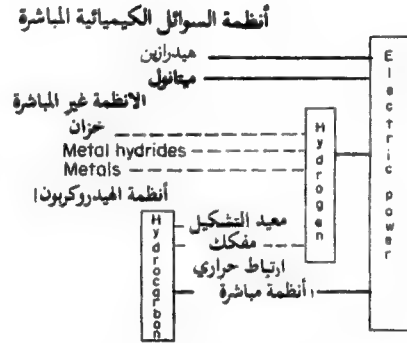 أنظمة السوائل الكيميائية المباشرة
هيدرازين
ميثانول
الانظمة غير المباشرة
خزان
Metal hydrides
Metals
أنظمة الهيدروكربون!
معيد التشكيل
مفكك
ارتباط حراري
أنظمة مباشرة
Hydrocarbon
Hydrogen
Electric power